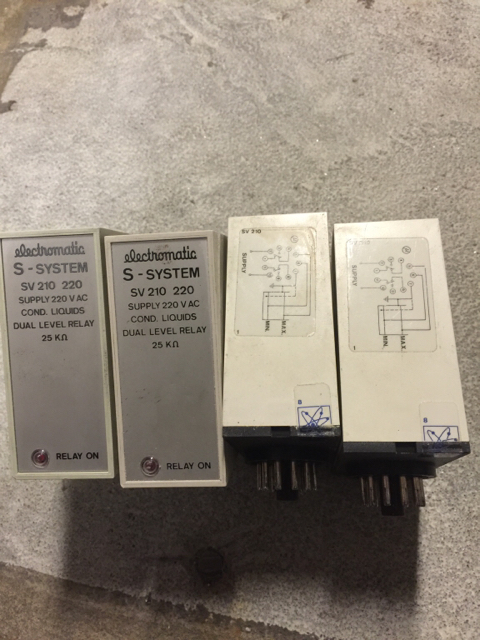 electromatic
S-SYSTEM
SV 210 220
SUPPLY 220 V AC
COND. LIQUIDS
DUAL LEVEL RELAY
25 KΩ
RELAY ON
electromatic
S-SYSTEM
SV 210 220
SUPPLY 220 V AC
COND. LIQUIDS
DUAL LEVEL RELAY
25 KΩ
RELAY ON
SV 210
SUPPLY
MIN.
MAX.
8
SUPPLY
MIN.
MAX.
8